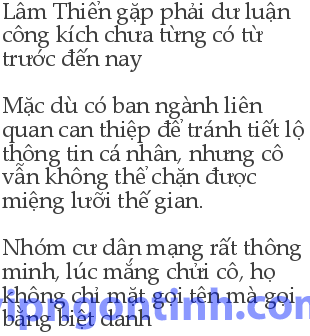 Lâm Thiển gặp phải dư luận
công kích chưa từng có từ
trước đến nay
Mặc dù có ban ngành liên
quan can thiệp để tránh tiết lộ
thông tin cá nhân, nhưng cô
vẫn không thể chặn được
miệng lưỡi thế gian.
Nhóm cư dân mạng rất thông
minh, lúc mắng chửi cô, họ
không chỉ mặt gọi tên mà gọi
bằng biệt danh
vipngontinh.com